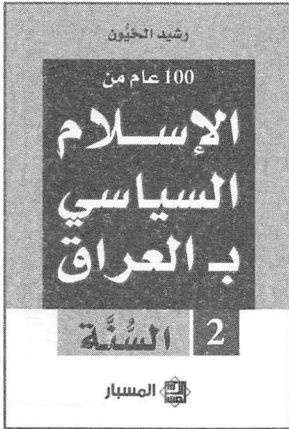 رشيد الخيُّون
100 عام من
الإسلام
السياسي
بـ العراق
2 السُّنَّة
المسبار